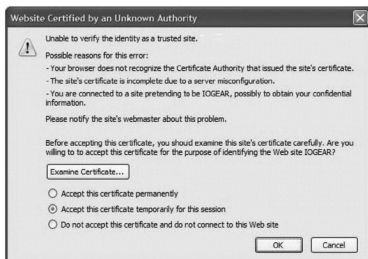 Website Certified by an Unknown Authority
Unable to verify the identity as a trusted site.
Possible reasons for this error:
- Your browser does not recognize the Certificate Authority that issued the site's certificate.
- The site's certificate is incomplete due to a server misconfiguration.
- You are connected to a site pretending to be IOGEAR, possibly to obtain your confidential
information.
Please notify the site's webmaster about this problem.
Before accepting this certificate, you should examine this site's certificate carefully. Are you
willing to to accept this certificate for the purpose of identifying the Web site IOGEAR?
Examine Certificate...
Accept this certificate permanently
Accept this certificate temporarily for this session
Do not accept this certificate and do not connect to this Web site
OK Cancel